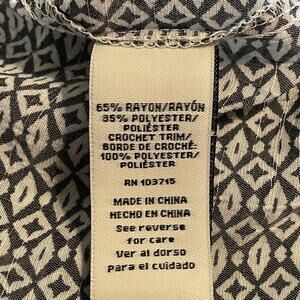 65% RAYON/RAYÓN
35% POLYESTER/
POLIÉSTER
CROCHET TRIM/
BORDE DE CROCHÉ:
100% POLYESTER/
POLIÉSTER
RN 103715
MADE IN CHINA
HECHO EN CHINA
See reverse
for care
Ver al dorso
para el cuidado